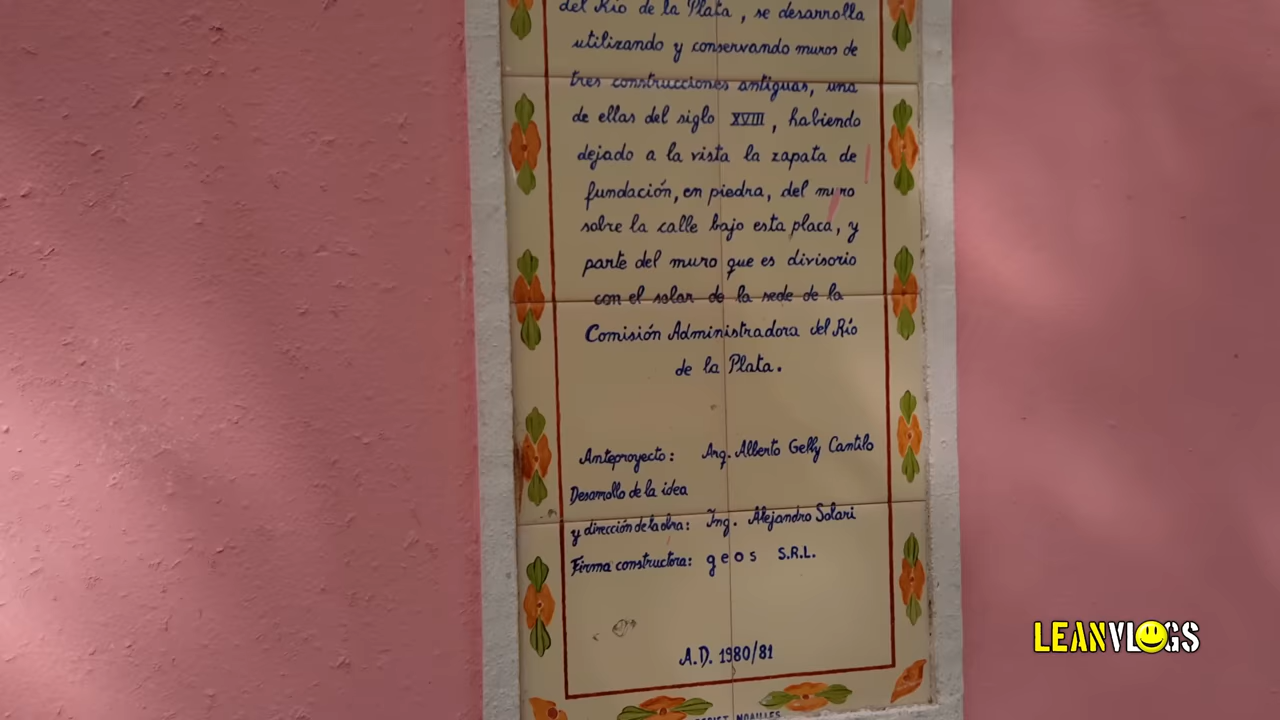 del Río de la Plata, se desarrolla
utilizando y conservando muros de
tres construcciones antiguas, una
de ellas del siglo XVIII, habiendo
dejado a la vista la zapata de
fundación, en piedra, del muro
sobre la calle bajo esta placa, y
parte del muro que es divisorio
con el solar de la sede de la
Comisión Administradora del Río
de la Plata.
Anteproyecto: Arq. Alberto Gelly Cantilo
Desarrollo de la idea
y dirección de la obra: Ing. Alejandro Solari
Firma constructora: geos S.R.L.
A.D. 1980/81
NOAILLES
LEANVLOGS